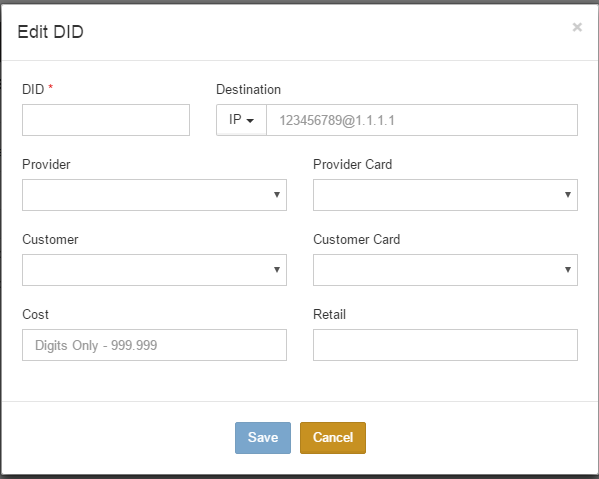 Edit DID
×
DID *
Destination
IP
123456789@1.1.1.1
Provider
Provider Card
Customer
Customer Card
Cost
Retail
Digits Only - 999.999
Save
Cancel